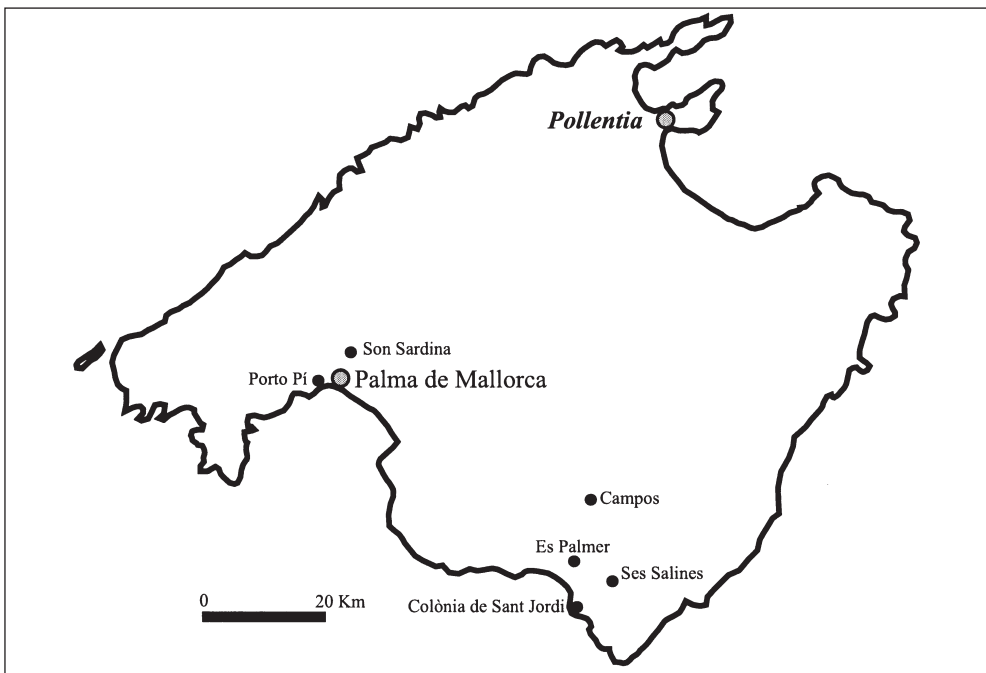 Pollentia
Son Sardina
Porto Pí
Palma de Mallorca
Campos
Es Palmer
Ses Salines
Colònia de Sant Jordi
0 20 Km